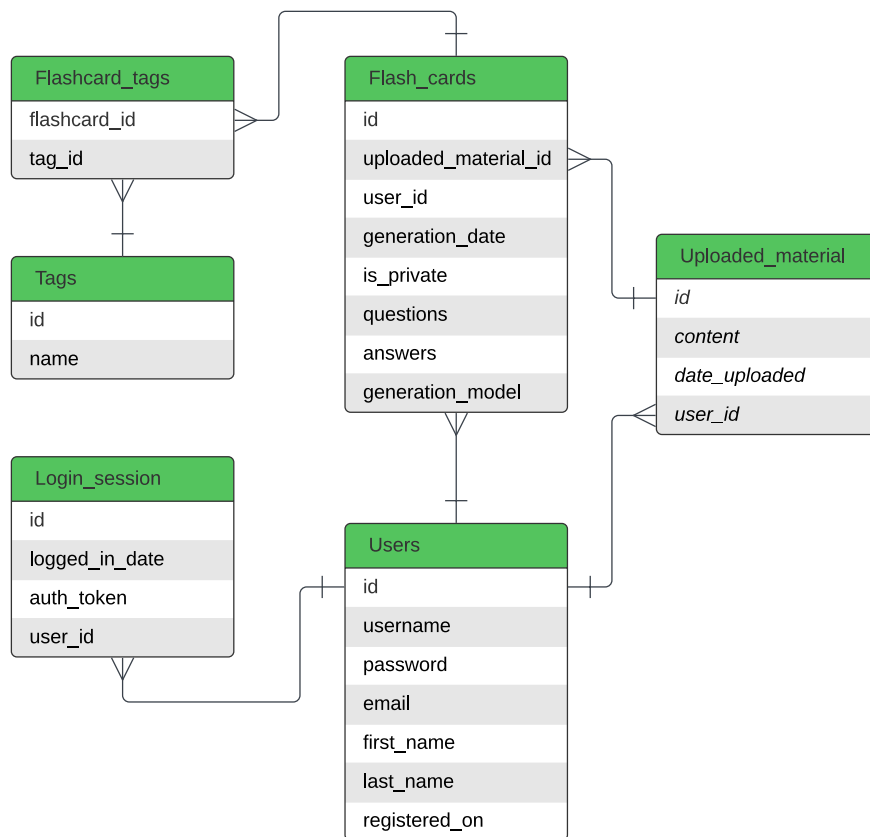 Flashcard_tags
flashcard_id
tag_id
Flash_cards
id
uploaded_material_id
user_id
generation_date
is_private
questions
answers
generation_model
Uploaded_material
id
content
date_uploaded
user_id
Tags
id
name
Login_session
id
logged_in_date
auth_token
user_id
Users
id
username
password
email
first_name
last_name
registered_on